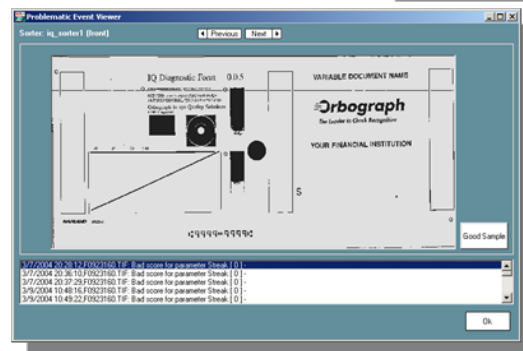 Problematic Event Viewer
Sorter: iq_sorter1 (front)
Previous Next
IQ Diagnostic Form 0.0.5
VARIABLE DOCUMENT NAME
Orbograph
The Leader in Check Recognition
YOUR FINANCIAL INSTITUTION
S
Good Sample
3/7/2004 20:28:12,F0923160.TIF: Bad score for parameter Streak [ 0 ] -
3/7/2004 20:36:10,F0923160.TIF: Bad score for parameter Streak [ 0 ] -
3/7/2004 20:37:29,F0923160.TIF: Bad score for parameter Streak [ 0 ] -
3/9/2004 10:48:16,F0923160.TIF: Bad score for parameter Streak [ 0 ] -
3/9/2004 10:49:22,F0923160.TIF: Bad score for parameter Streak [ 0 ] -
Ok